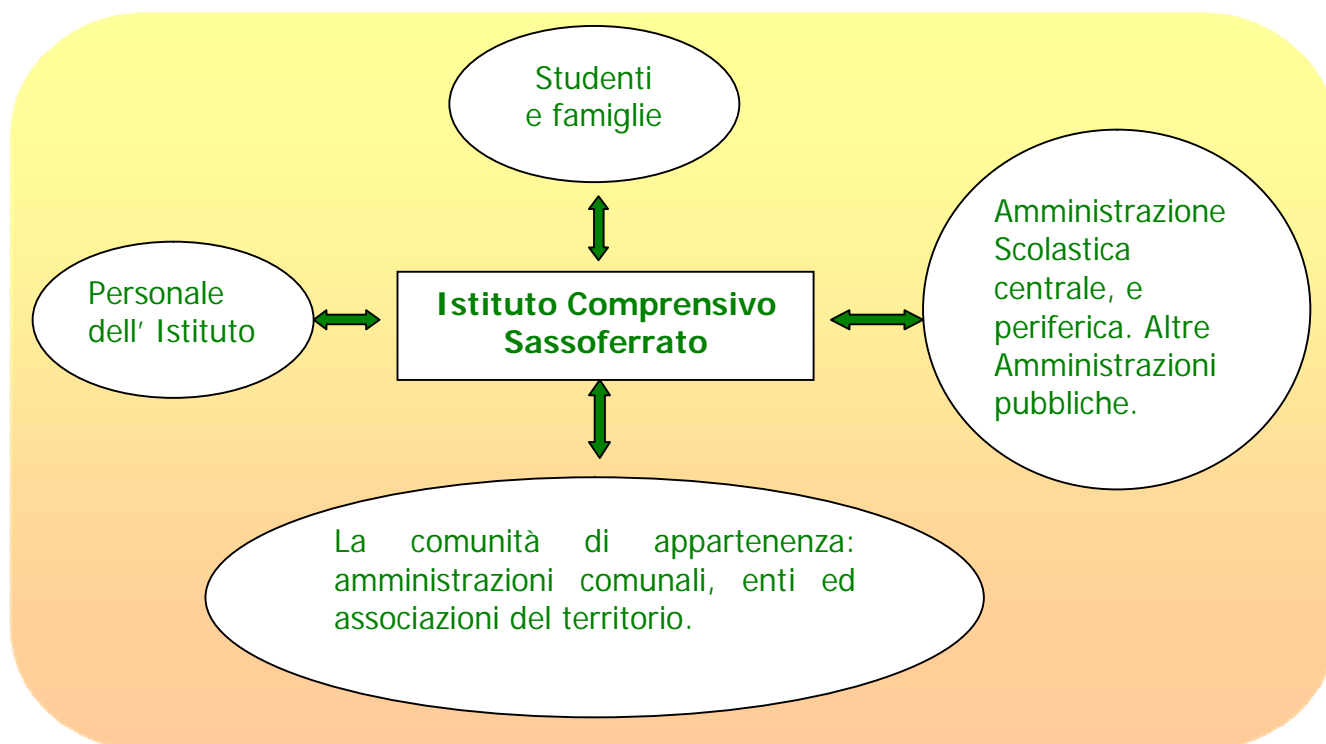 Studenti
e famiglie
Personale
dell' Istituto
Istituto Comprensivo
Sassoferrato
Amministrazione
Scolastica
centrale, e
periferica. Altre
Amministrazioni
pubbliche.
La comunità di appartenenza:
amministrazioni comunali, enti ed
associazioni del territorio.